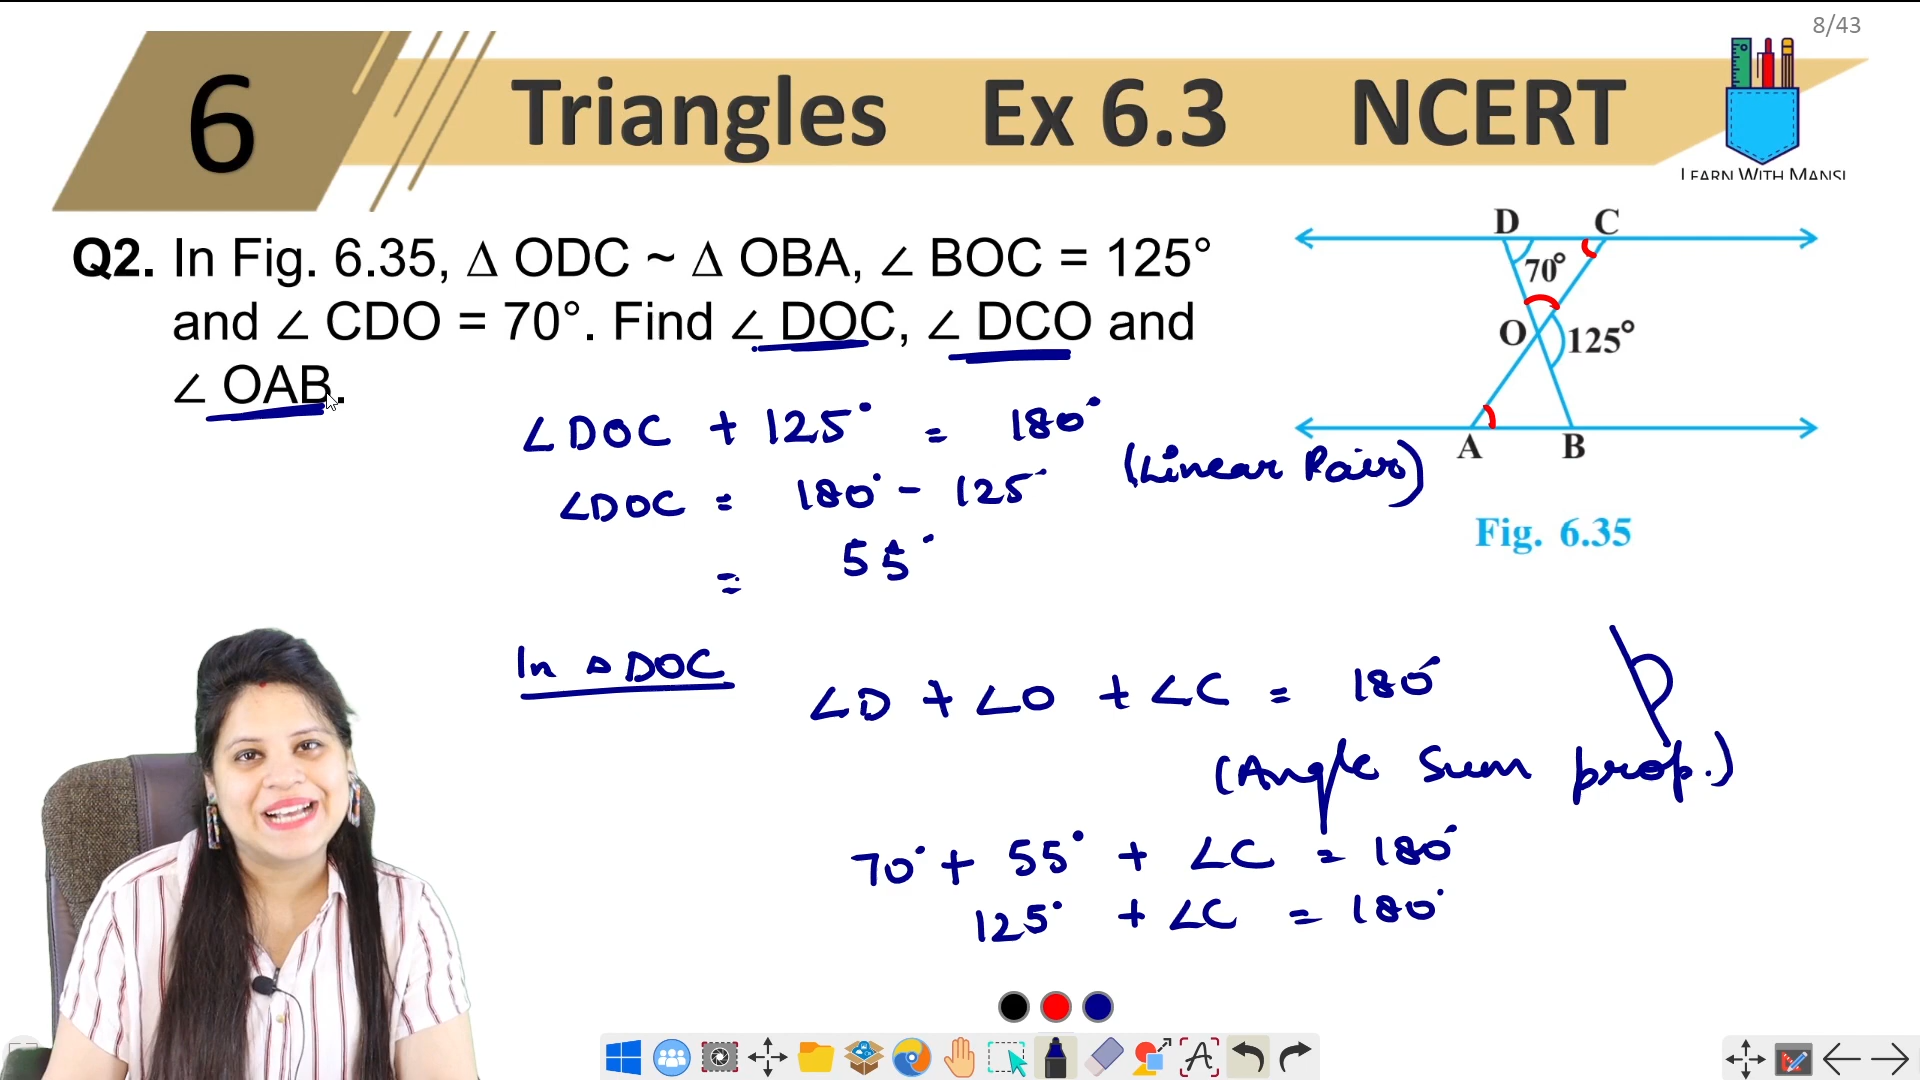 8/43
6 Triangles Ex 6.3 NCERT
LEARN WITH MANSI
Q2. In Fig. 6.35, Δ ODC ~ Δ OBA, ∠ BOC = 125°
and ∠ CDO = 70°. Find ∠ DOC, ∠ DCO and
∠ OAB.
D C
70°
O 125°
A B
Fig. 6.35
∠DOC + 125° = 180°
(Linear Pair)
∠DOC = 180° - 125°
= 55°
In Δ DOC
∠D + ∠O + ∠C = 180°
(Angle Sum prop.)
70° + 55° + ∠C = 180°
125° + ∠C = 180°